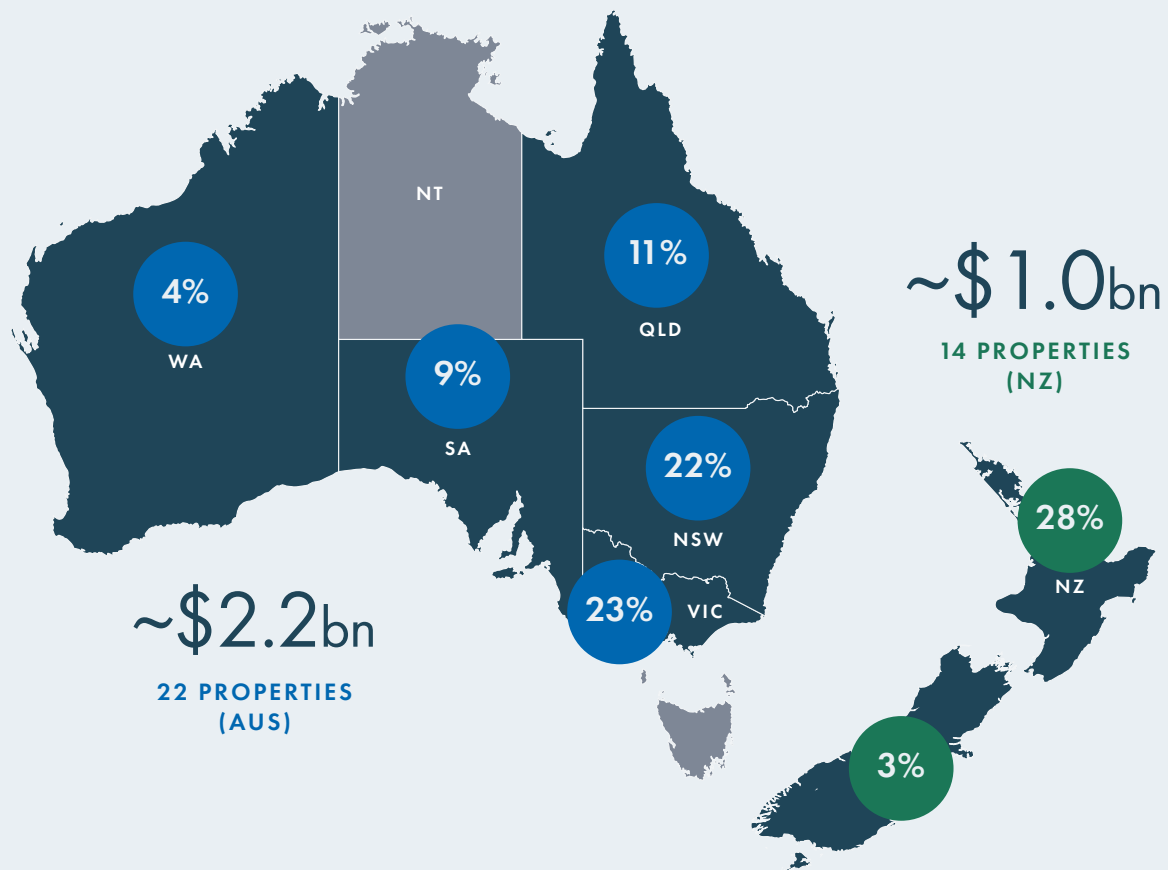 NT
11%
QLD
4%
WA
9%
SA
22%
NSW
23%
VIC
~$2.2bn
22 PROPERTIES
(AUS)
~$1.0bn
14 PROPERTIES
(NZ)
28%
NZ
3%